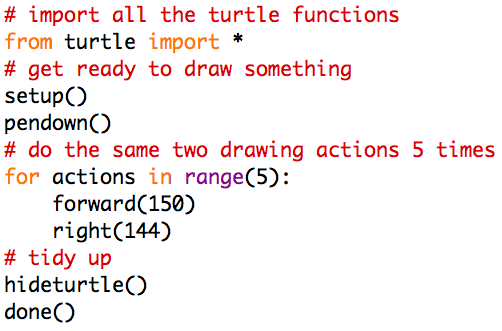 # import all the turtle functions
from turtle import *
# get ready to draw something
setup()
pendown()
# do the same two drawing actions 5 times
for actions in range(5):
    forward(150)
    right(144)
# tidy up
hideturtle()
done()